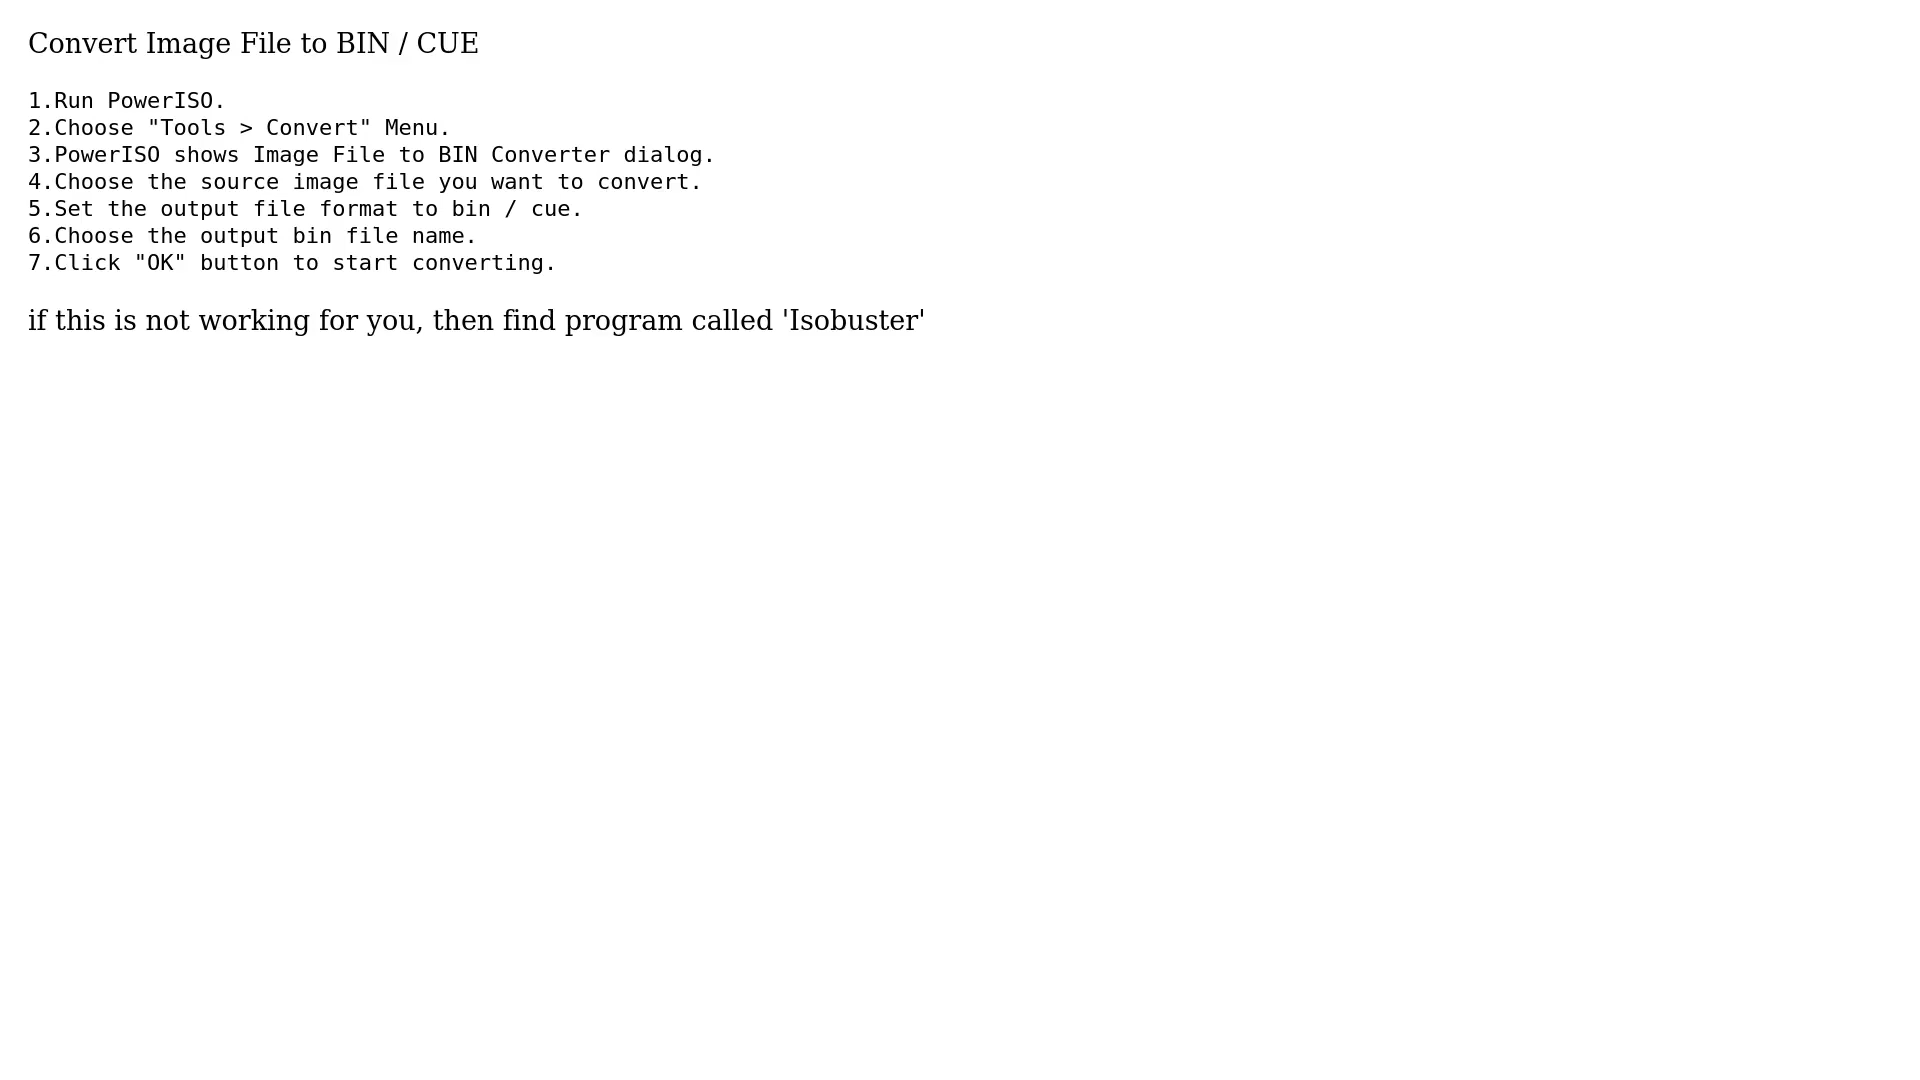 Convert Image File to BIN / CUE
1.Run PowerISO.
2.Choose "Tools > Convert" Menu.
3.PowerISO shows Image File to BIN Converter dialog.
4.Choose the source image file you want to convert.
5.Set the output file format to bin / cue.
6.Choose the output bin file name.
7.Click "OK" button to start converting.
if this is not working for you, then find program called 'Isobuster'